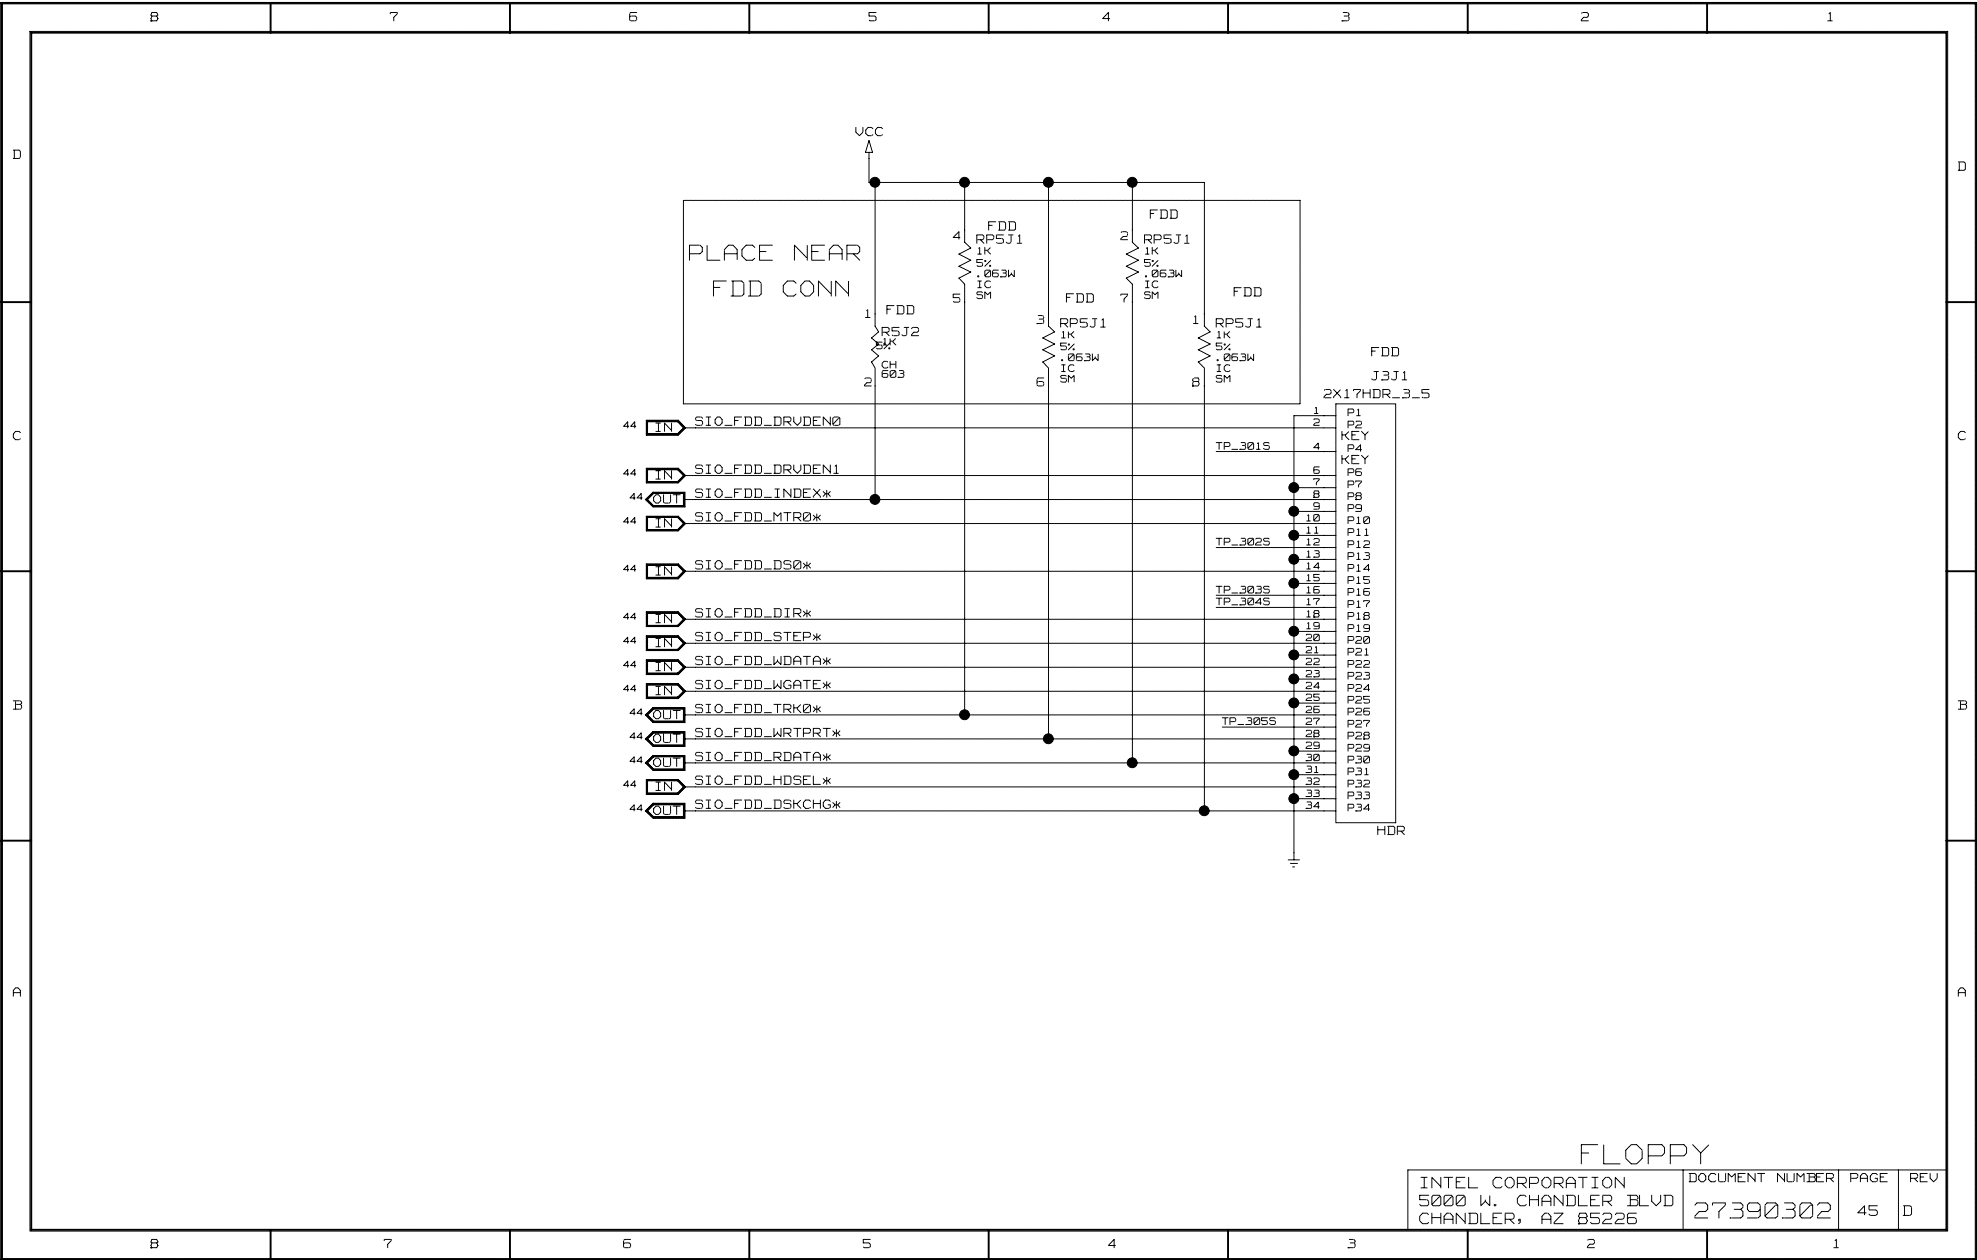 8 7 6 5 4 3 2 1
D
D
VCC
PLACE NEAR
FDD CONN
FDD
4 RP5J1
1K
5%
.063W
IC
SM
5
FDD
2 RP5J1
1K
5%
.063W
IC
SM
7
FDD
1
R5J2
1K
5%
CH
603
2
FDD
3 RP5J1
1K
5%
.063W
IC
SM
6
FDD
1 RP5J1
1K
5%
.063W
IC
SM
8
FDD
J3J1
2X17HDR_3_5
C
C
1 P1
44 IN SIO_FDD_DRVDEN0 2 P2
KEY
TP_301S 4 P4
KEY
44 IN SIO_FDD_DRVDEN1 6 P6
7 P7
44 OUT SIO_FDD_INDEX* 8 P8
9 P9
44 IN SIO_FDD_MTR0* 10 P10
11 P11
TP_302S 12 P12
13 P13
44 IN SIO_FDD_DS0* 14 P14
15 P15
TP_303S 16 P16
TP_304S 17 P17
44 IN SIO_FDD_DIR* 18 P18
19 P19
44 IN SIO_FDD_STEP* 20 P20
21 P21
44 IN SIO_FDD_WDATA* 22 P22
23 P23
44 IN SIO_FDD_WGATE* 24 P24
25 P25
44 OUT SIO_FDD_TRK0* 26 P26
TP_305S 27 P27
44 OUT SIO_FDD_WRTPRT* 28 P28
29 P29
44 OUT SIO_FDD_RDATA* 30 P30
31 P31
44 IN SIO_FDD_HDSEL* 32 P32
33 P33
44 OUT SIO_FDD_DSKCHG* 34 P34
HDR
B
B
A
A
FLOPPY
INTEL CORPORATION
5000 W. CHANDLER BLVD
CHANDLER, AZ 85226
DOCUMENT NUMBER
27390302
PAGE
45
REV
D
8 7 6 5 4 3 2 1